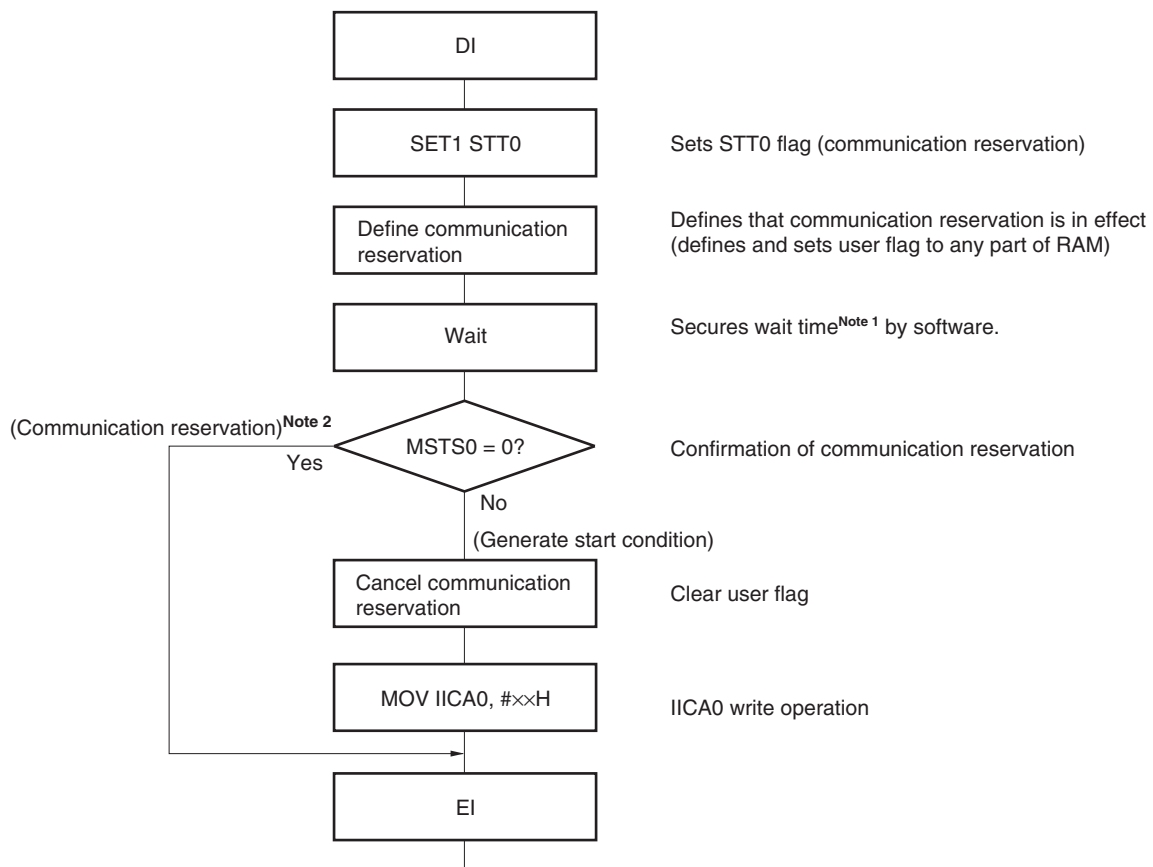 DI
SET1 STT0
Sets STT0 flag (communication reservation)
Define communication
reservation
Defines that communication reservation is in effect
(defines and sets user flag to any part of RAM)
Wait
Secures wait timeNote 1 by software.
(Communication reservation)Note 2
Yes
MSTS0 = 0?
Confirmation of communication reservation
No
(Generate start condition)
Cancel communication
reservation
Clear user flag
MOV IICA0, #××H
IICA0 write operation
EI